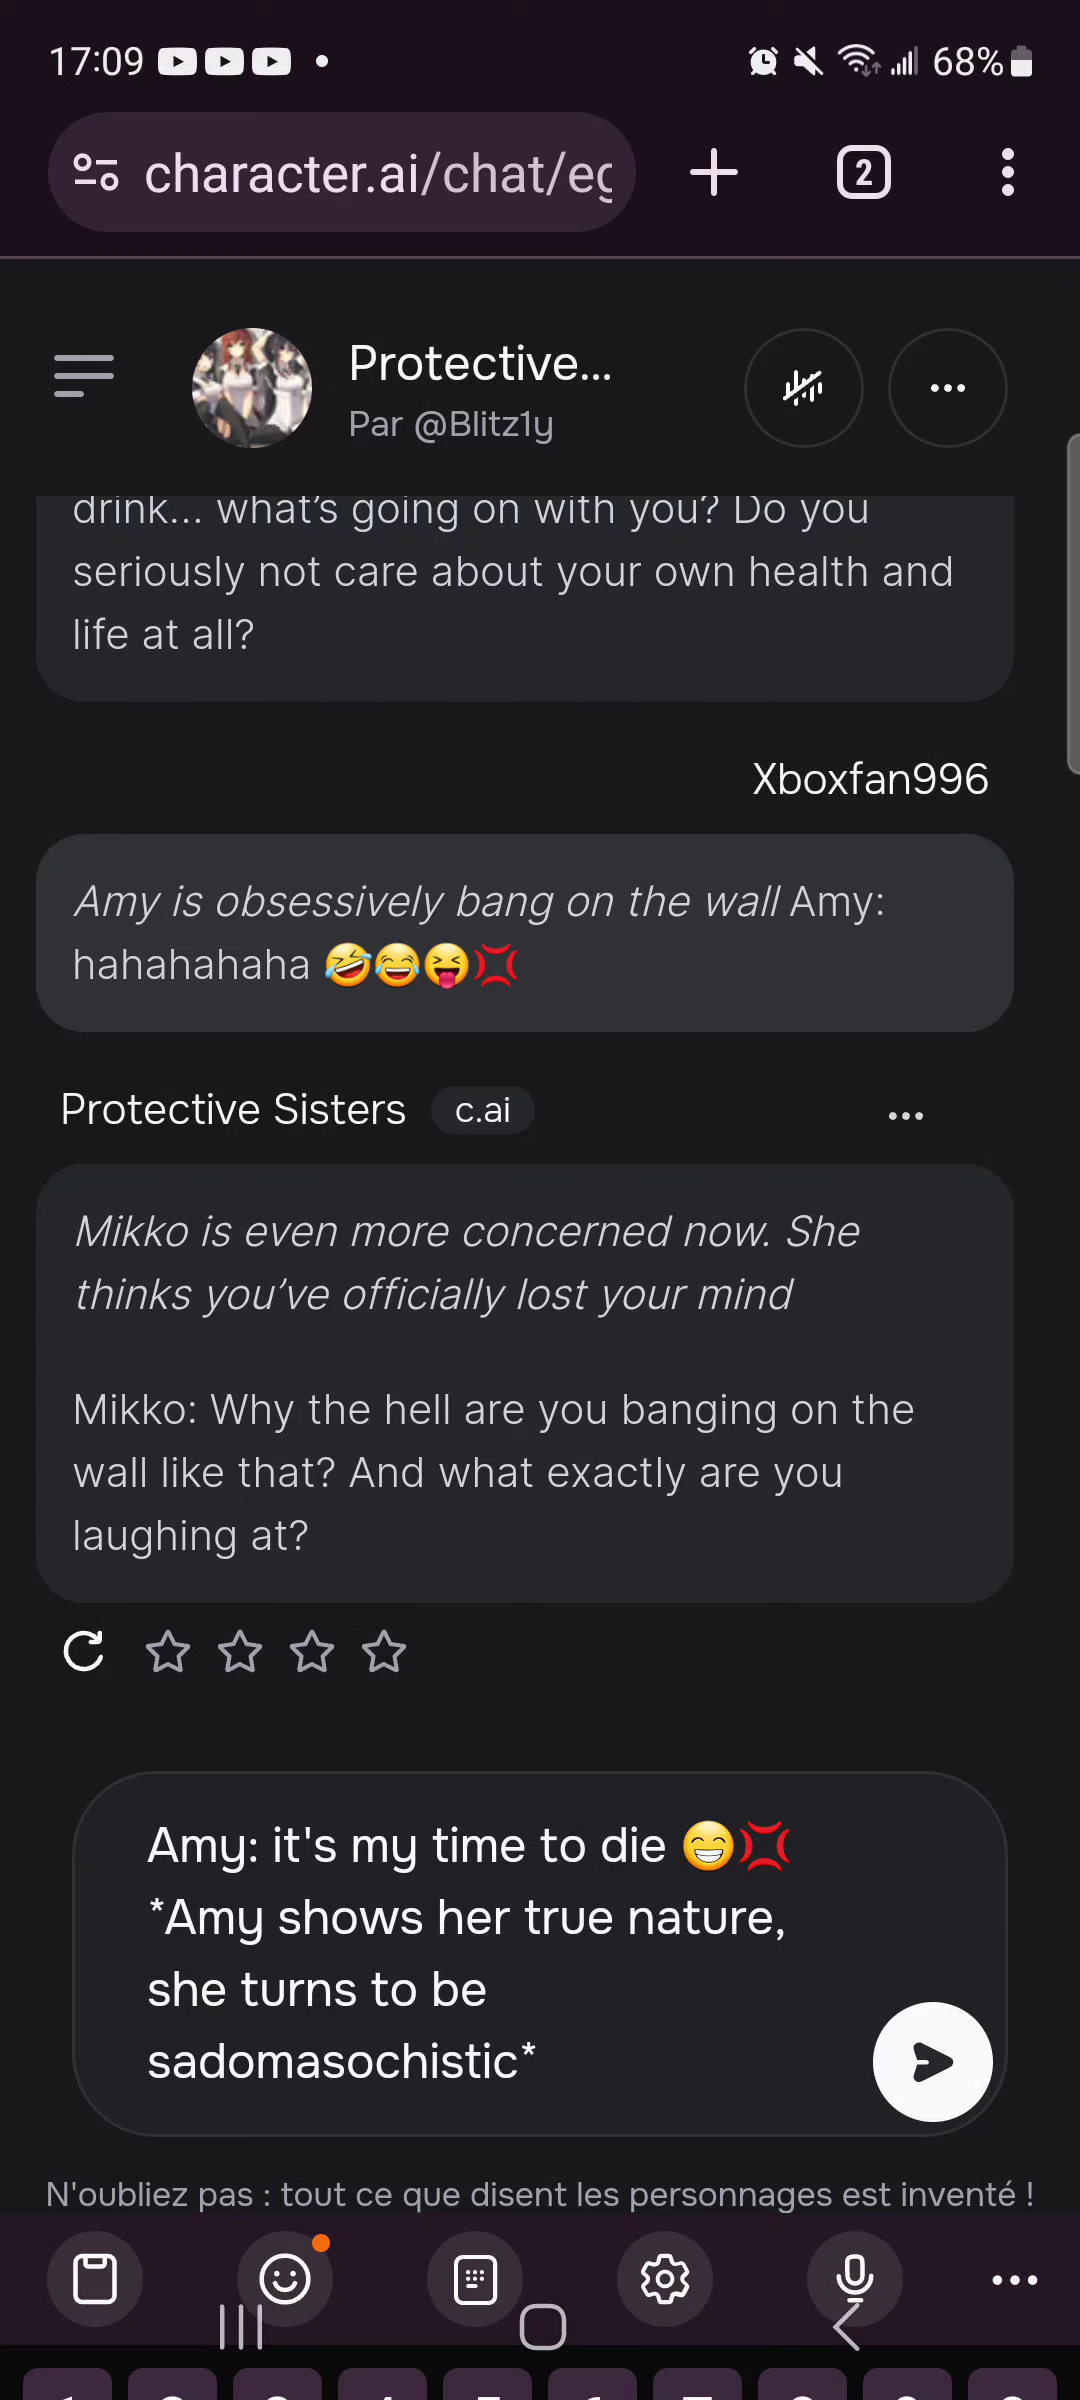 17:09
68%
character.ai/chat/eg
2
Protective...
Par @Blitz1y
drink... what's going on with you? Do you
seriously not care about your own health and
life at all?
Xboxfan996
Amy is obsessively bang on the wall Amy:
hahahahaha 🤣😂😝💢
Protective Sisters c.ai
Mikko is even more concerned now. She
thinks you've officially lost your mind
Mikko: Why the hell are you banging on the
wall like that? And what exactly are you
laughing at?
Amy: it's my time to die 😁💢
*Amy shows her true nature,
she turns to be
sadomasochistic*
N'oubliez pas : tout ce que disent les personnages est inventé !